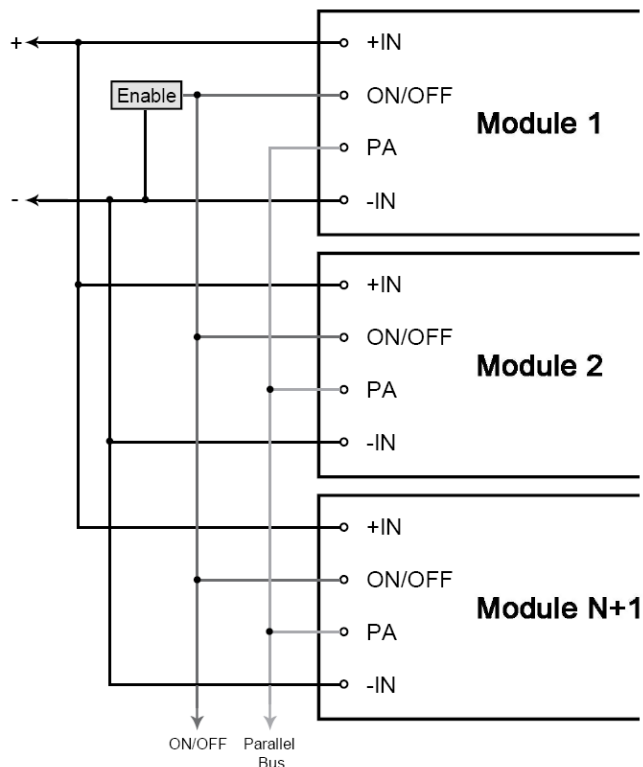 +
+IN
Enable
ON/OFF
Module 1
PA
-
-IN
+IN
ON/OFF
Module 2
PA
-IN
+IN
ON/OFF
Module N+1
PA
-IN
ON/OFF
Parallel
Bus